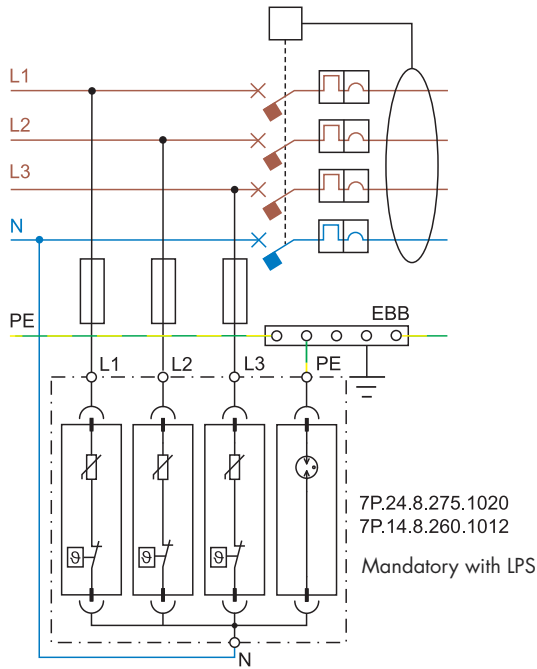 L1
L2
L3
N
PE
EBB
L1
L2
L3
PE
7P.24.8.275.1020
7P.14.8.260.1012
ϑ
ϑ
ϑ
Mandatory with LPS
N